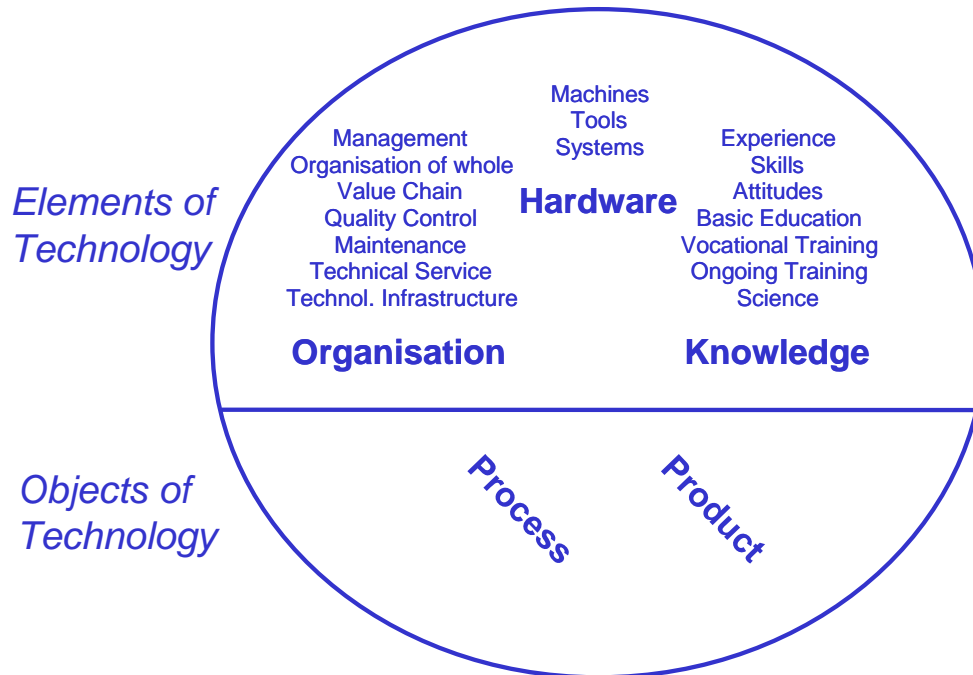 Elements of
Technology
Management
Organisation of whole
Value Chain
Quality Control
Maintenance
Technical Service
Technol. Infrastructure
Organisation
Machines
Tools
Systems
Hardware
Experience
Skills
Attitudes
Basic Education
Vocational Training
Ongoing Training
Science
Knowledge
Objects of
Technology
Process
Product